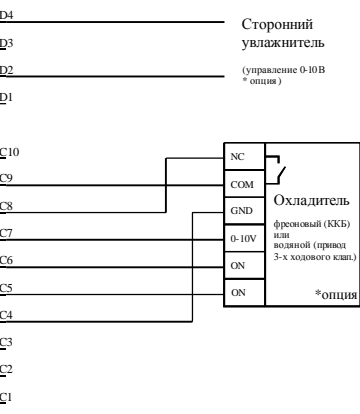 D4
Сторонний
увлажнитель
D3
D2
(управление 0-10В
* опция )
D1
C10
C9
C8
C7
C6
C5
C4
C3
C2
C1
NC
COM
GND
0-10V
ON
ON
Охладитель
фреоновый (ККБ)
или
водяной (привод
3-х ходового клап.)
*опция